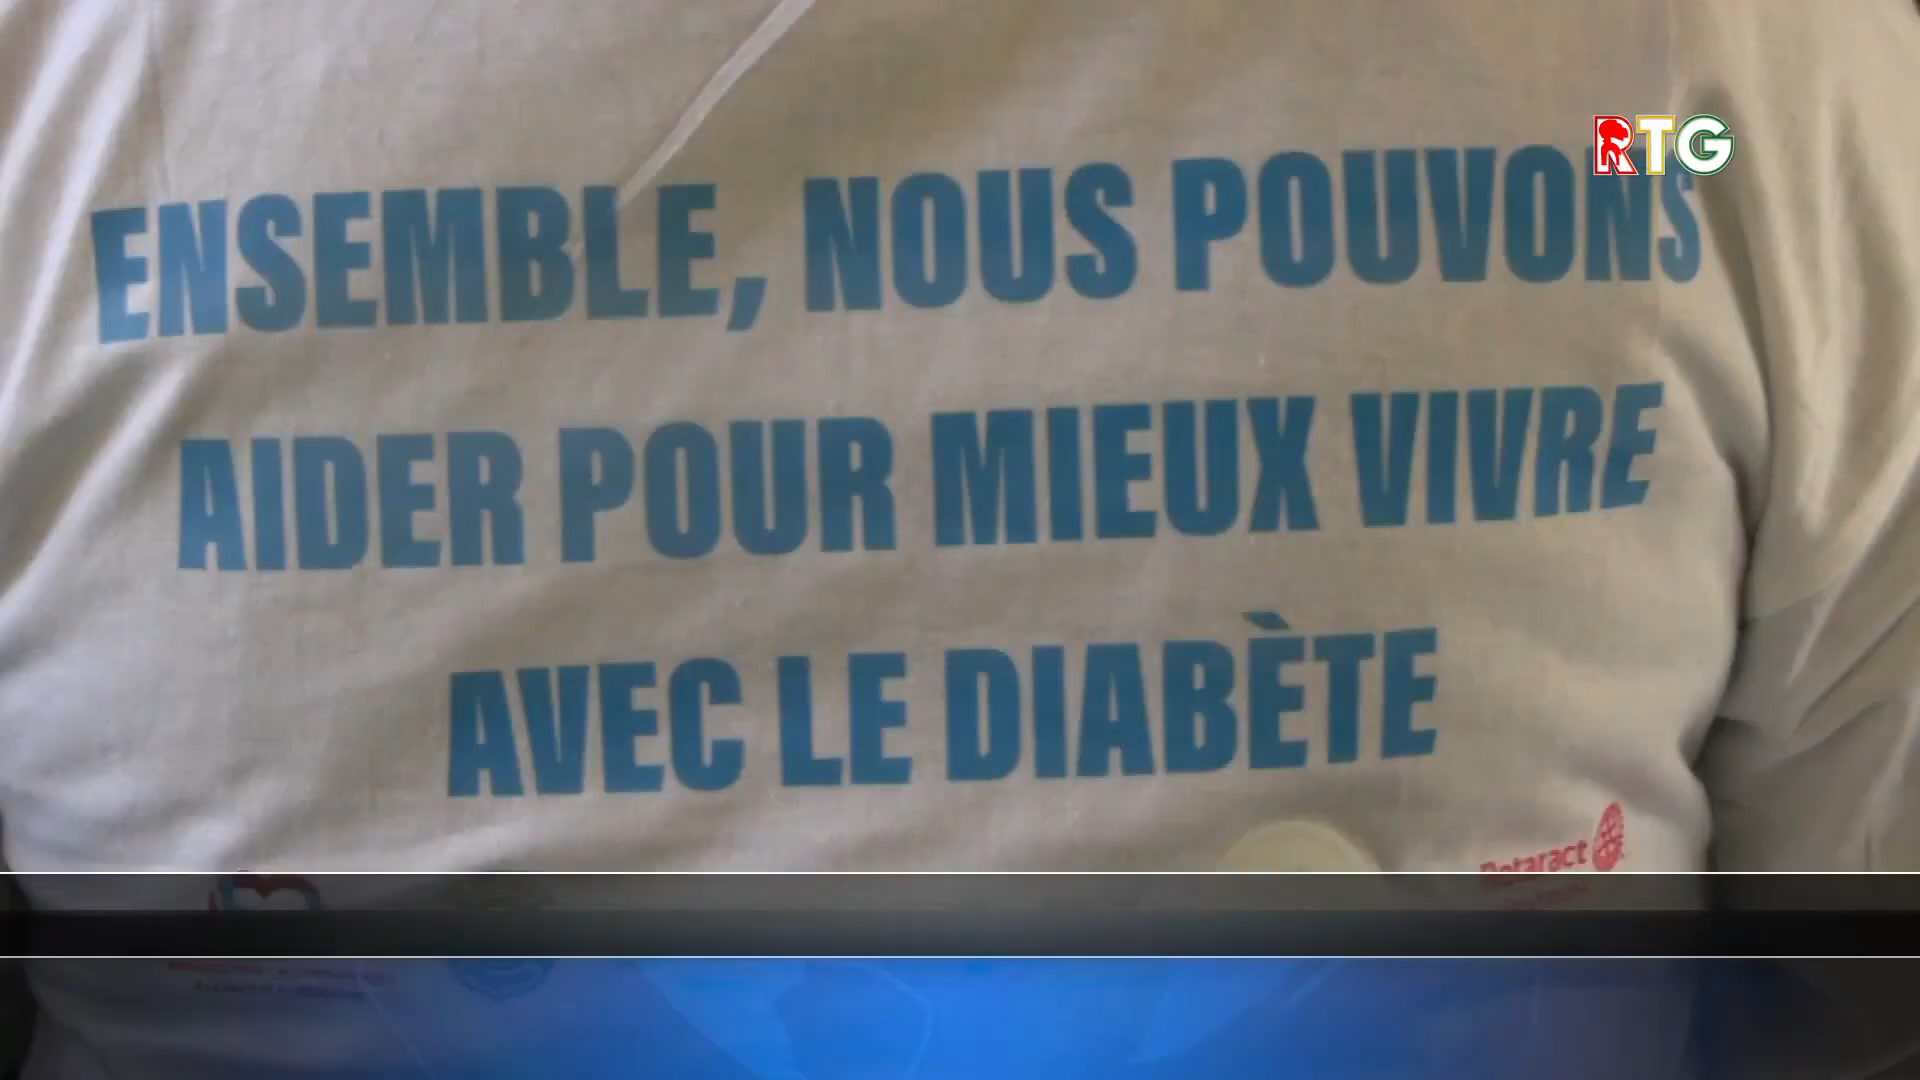 RTG
ENSEMBLE, NOUS POUVONS
AIDER POUR MIEUX VIVRE
AVEC LE DIABÈTE
Rotaract